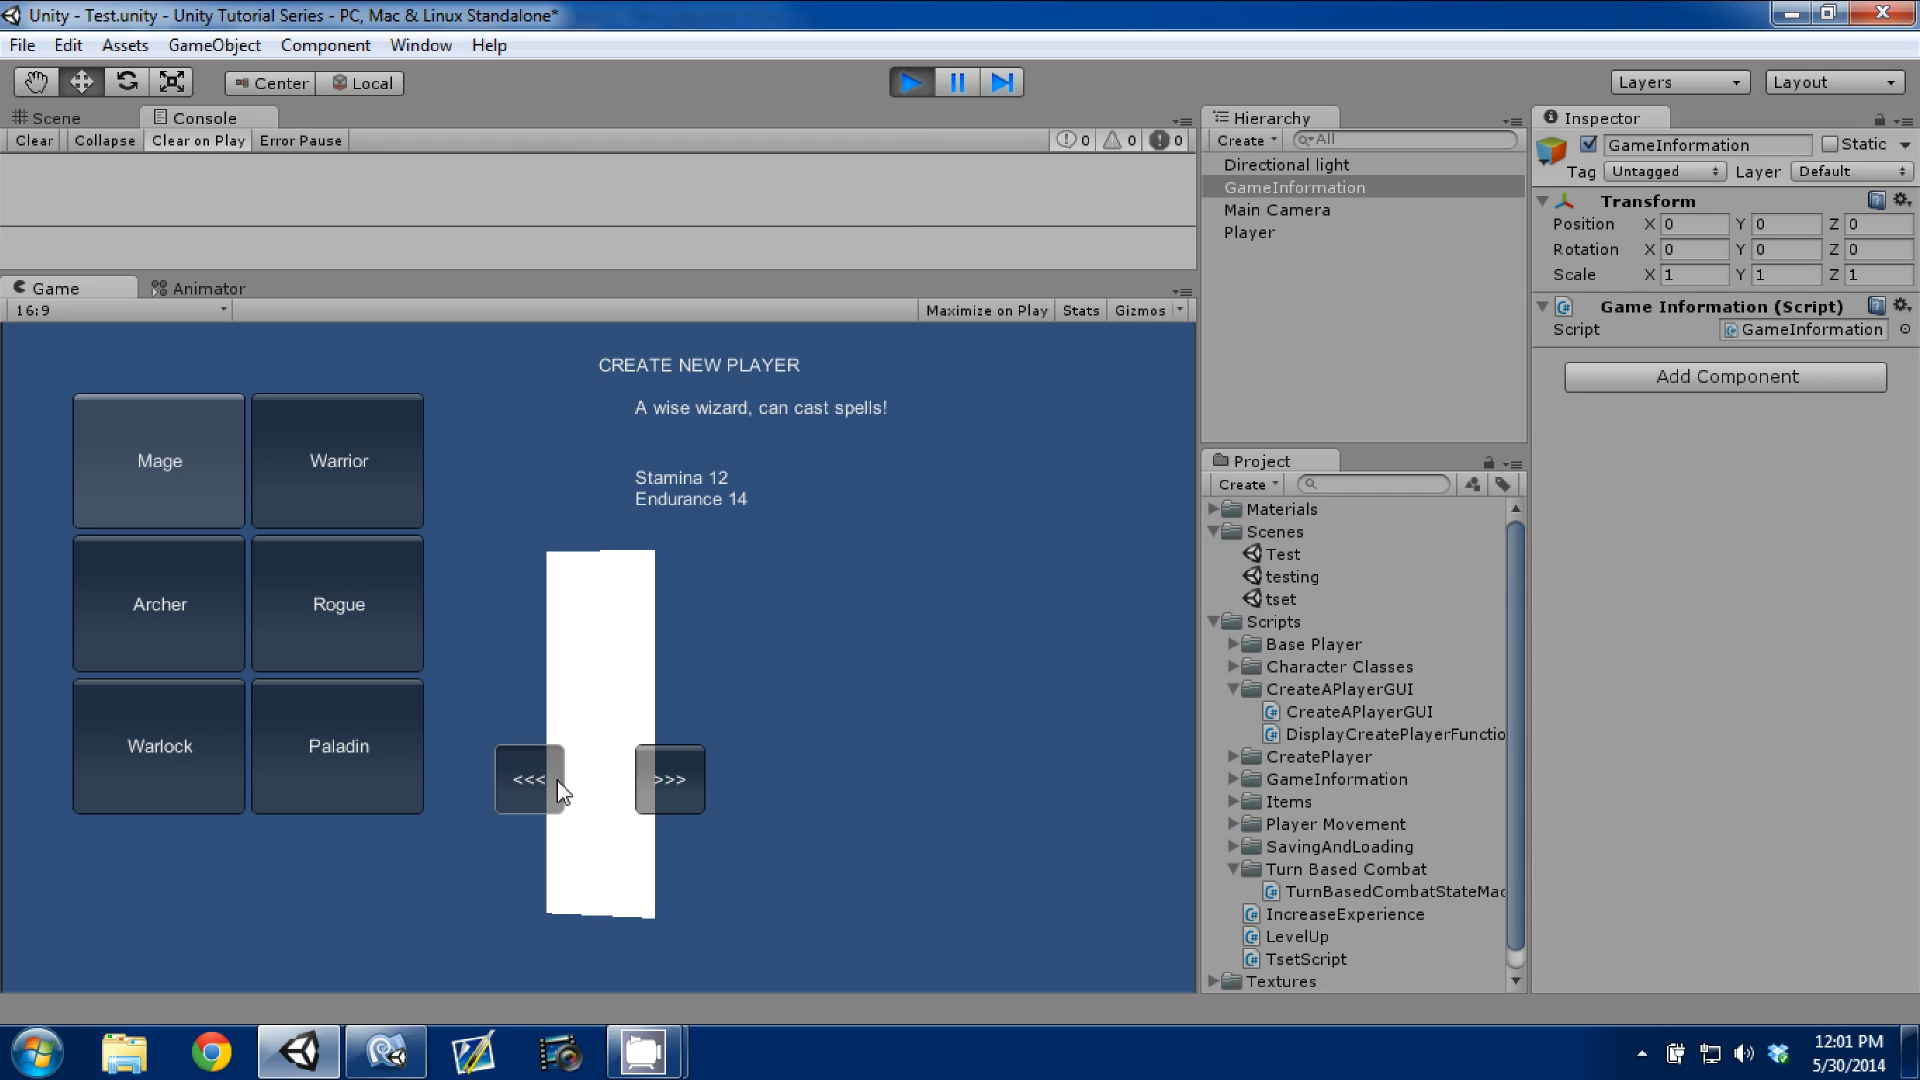 Unity - Test.unity - Unity Tutorial Series - PC, Mac & Linux Standalone*
File Edit Assets GameObject Component Window Help
Center Local
Layers Layout
Scene Console
Clear Collapse Clear on Play Error Pause 0 0 0
Game Animator
16:9 Maximize on Play Stats Gizmos
CREATE NEW PLAYER
A wise wizard, can cast spells!
Stamina 12
Endurance 14
Mage Warrior
Archer Rogue
Warlock Paladin
<<< >>>
Hierarchy
Create All
Directional light
GameInformation
Main Camera
Player
Project
Create
Materials
Scenes
Test
testing
tset
Scripts
Base Player
Character Classes
CreateAPlayerGUI
CreateAPlayerGUI
DisplayCreatePlayerFunctio
CreatePlayer
GameInformation
Items
Player Movement
SavingAndLoading
Turn Based Combat
TurnBasedCombatStateMac
IncreaseExperience
LevelUp
TsetScript
Textures
Inspector
GameInformation Static
Tag Untagged Layer Default
Transform
Position X 0 Y 0 Z 0
Rotation X 0 Y 0 Z 0
Scale X 1 Y 1 Z 1
Game Information (Script)
Script GameInformation
Add Component
12:01 PM
5/30/2014